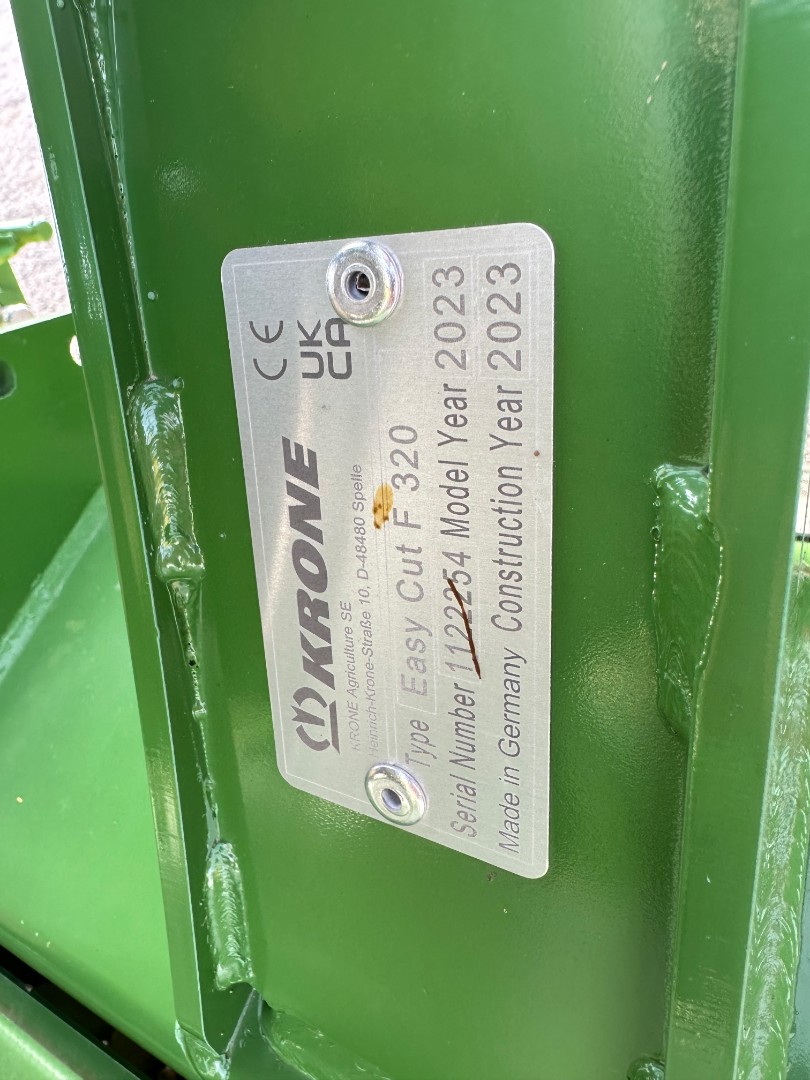 KRONE
CE
UK
CA
KRONE Agriculture SE
Heinrich-Krone-Straße 10, D-48480 Spelle
Type Easy Cut F 320
Serial Number 1122254 Model Year 2023
Made in Germany Construction Year 2023